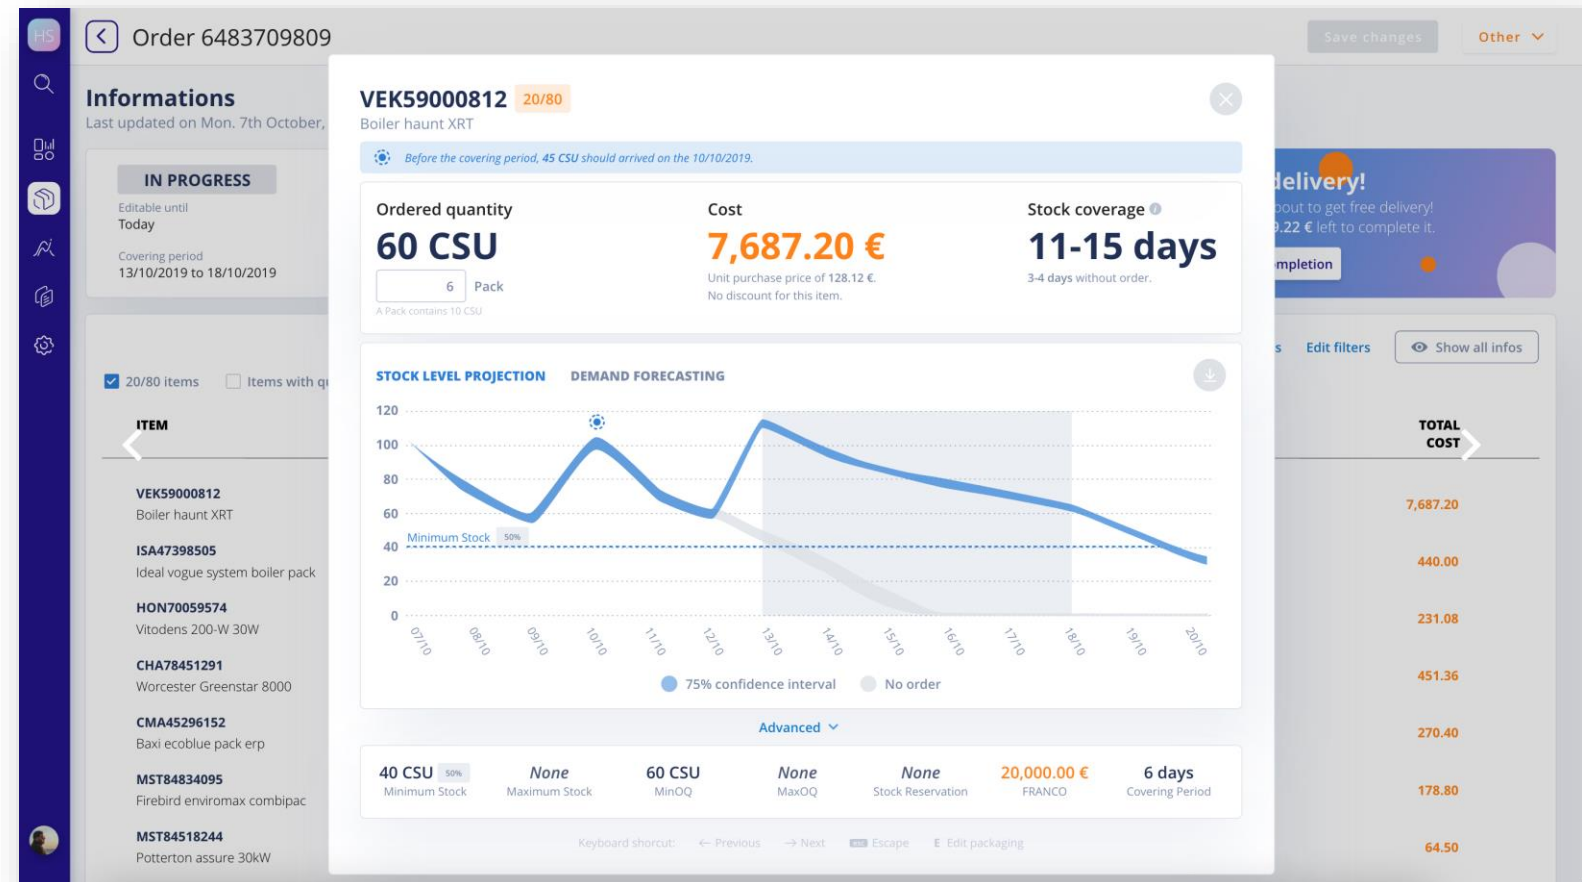 HS
Order 6483709809
Save changes
Other
Informations
Last updated on Mon. 7th October,
IN PROGRESS
Editable until
Today
Covering period
13/10/2019 to 18/10/2019
20/80 items
Items with
ITEM
VEK59000812
Boiler haunt XRT
ISA47398505
Ideal vogue system boiler pack
HON70059574
Vitodens 200-W 30W
CHA78451291
Worcester Greenstar 8000
CMA45296152
Baxi ecoblue pack erp
MST84834095
Firebird enviromax combipac
MST84518244
Potterton assure 30kW
VEK59000812 20/80
Boiler haunt XRT
Before the covering period, 45 CSU should arrived on the 10/10/2019.
Ordered quantity
60 CSU
6 Pack
A Pack contains 10 CSU
Cost
7,687.20 €
Unit purchase price of 128.12 €.
No discount for this item.
Stock coverage
11-15 days
3-4 days without order.
STOCK LEVEL PROJECTION DEMAND FORECASTING
120
100
80
60
Minimum Stock 50%
40
20
0
07/10 08/10 09/10 10/10 11/10 12/10 13/10 14/10 15/10 16/10 17/10 18/10 19/10 20/10
75% confidence interval No order
Advanced
40 CSU 50% None 60 CSU None None 20,000.00 € 6 days
Minimum Stock Maximum Stock MinOQ MaxOQ Stock Reservation FRANCO Covering Period
Keyboard shorcut: ← Previous → Next esc Escape E Edit packaging
delivery!
to get free delivery!
9.22 € left to complete it.
Edit filters
Show all infos
TOTAL
COST
7,687.20
440.00
231.08
451.36
270.40
178.80
64.50